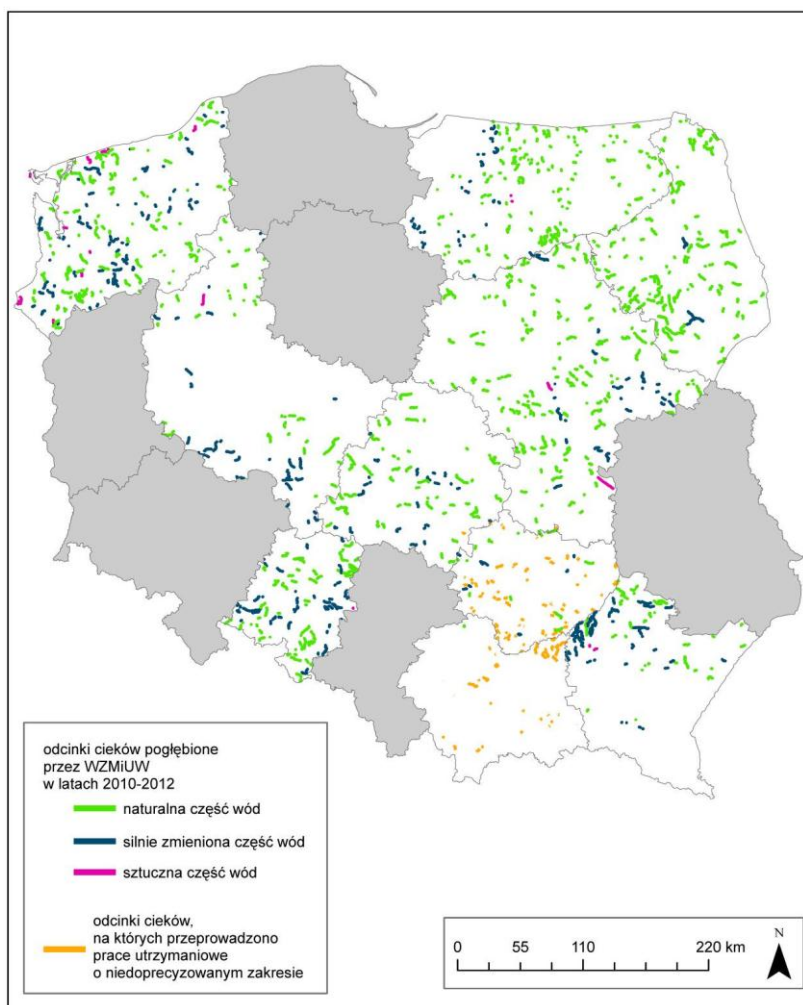 odcinki cieków pogłębione
przez WZMiUW
w latach 2010-2012
naturalna część wód
silnie zmieniona część wód
sztuczna część wód
odcinki cieków,
na których przeprowadzono
prace utrzymaniowe
o niedoprecyzowanym zakresie
N
0 55 110 220 km